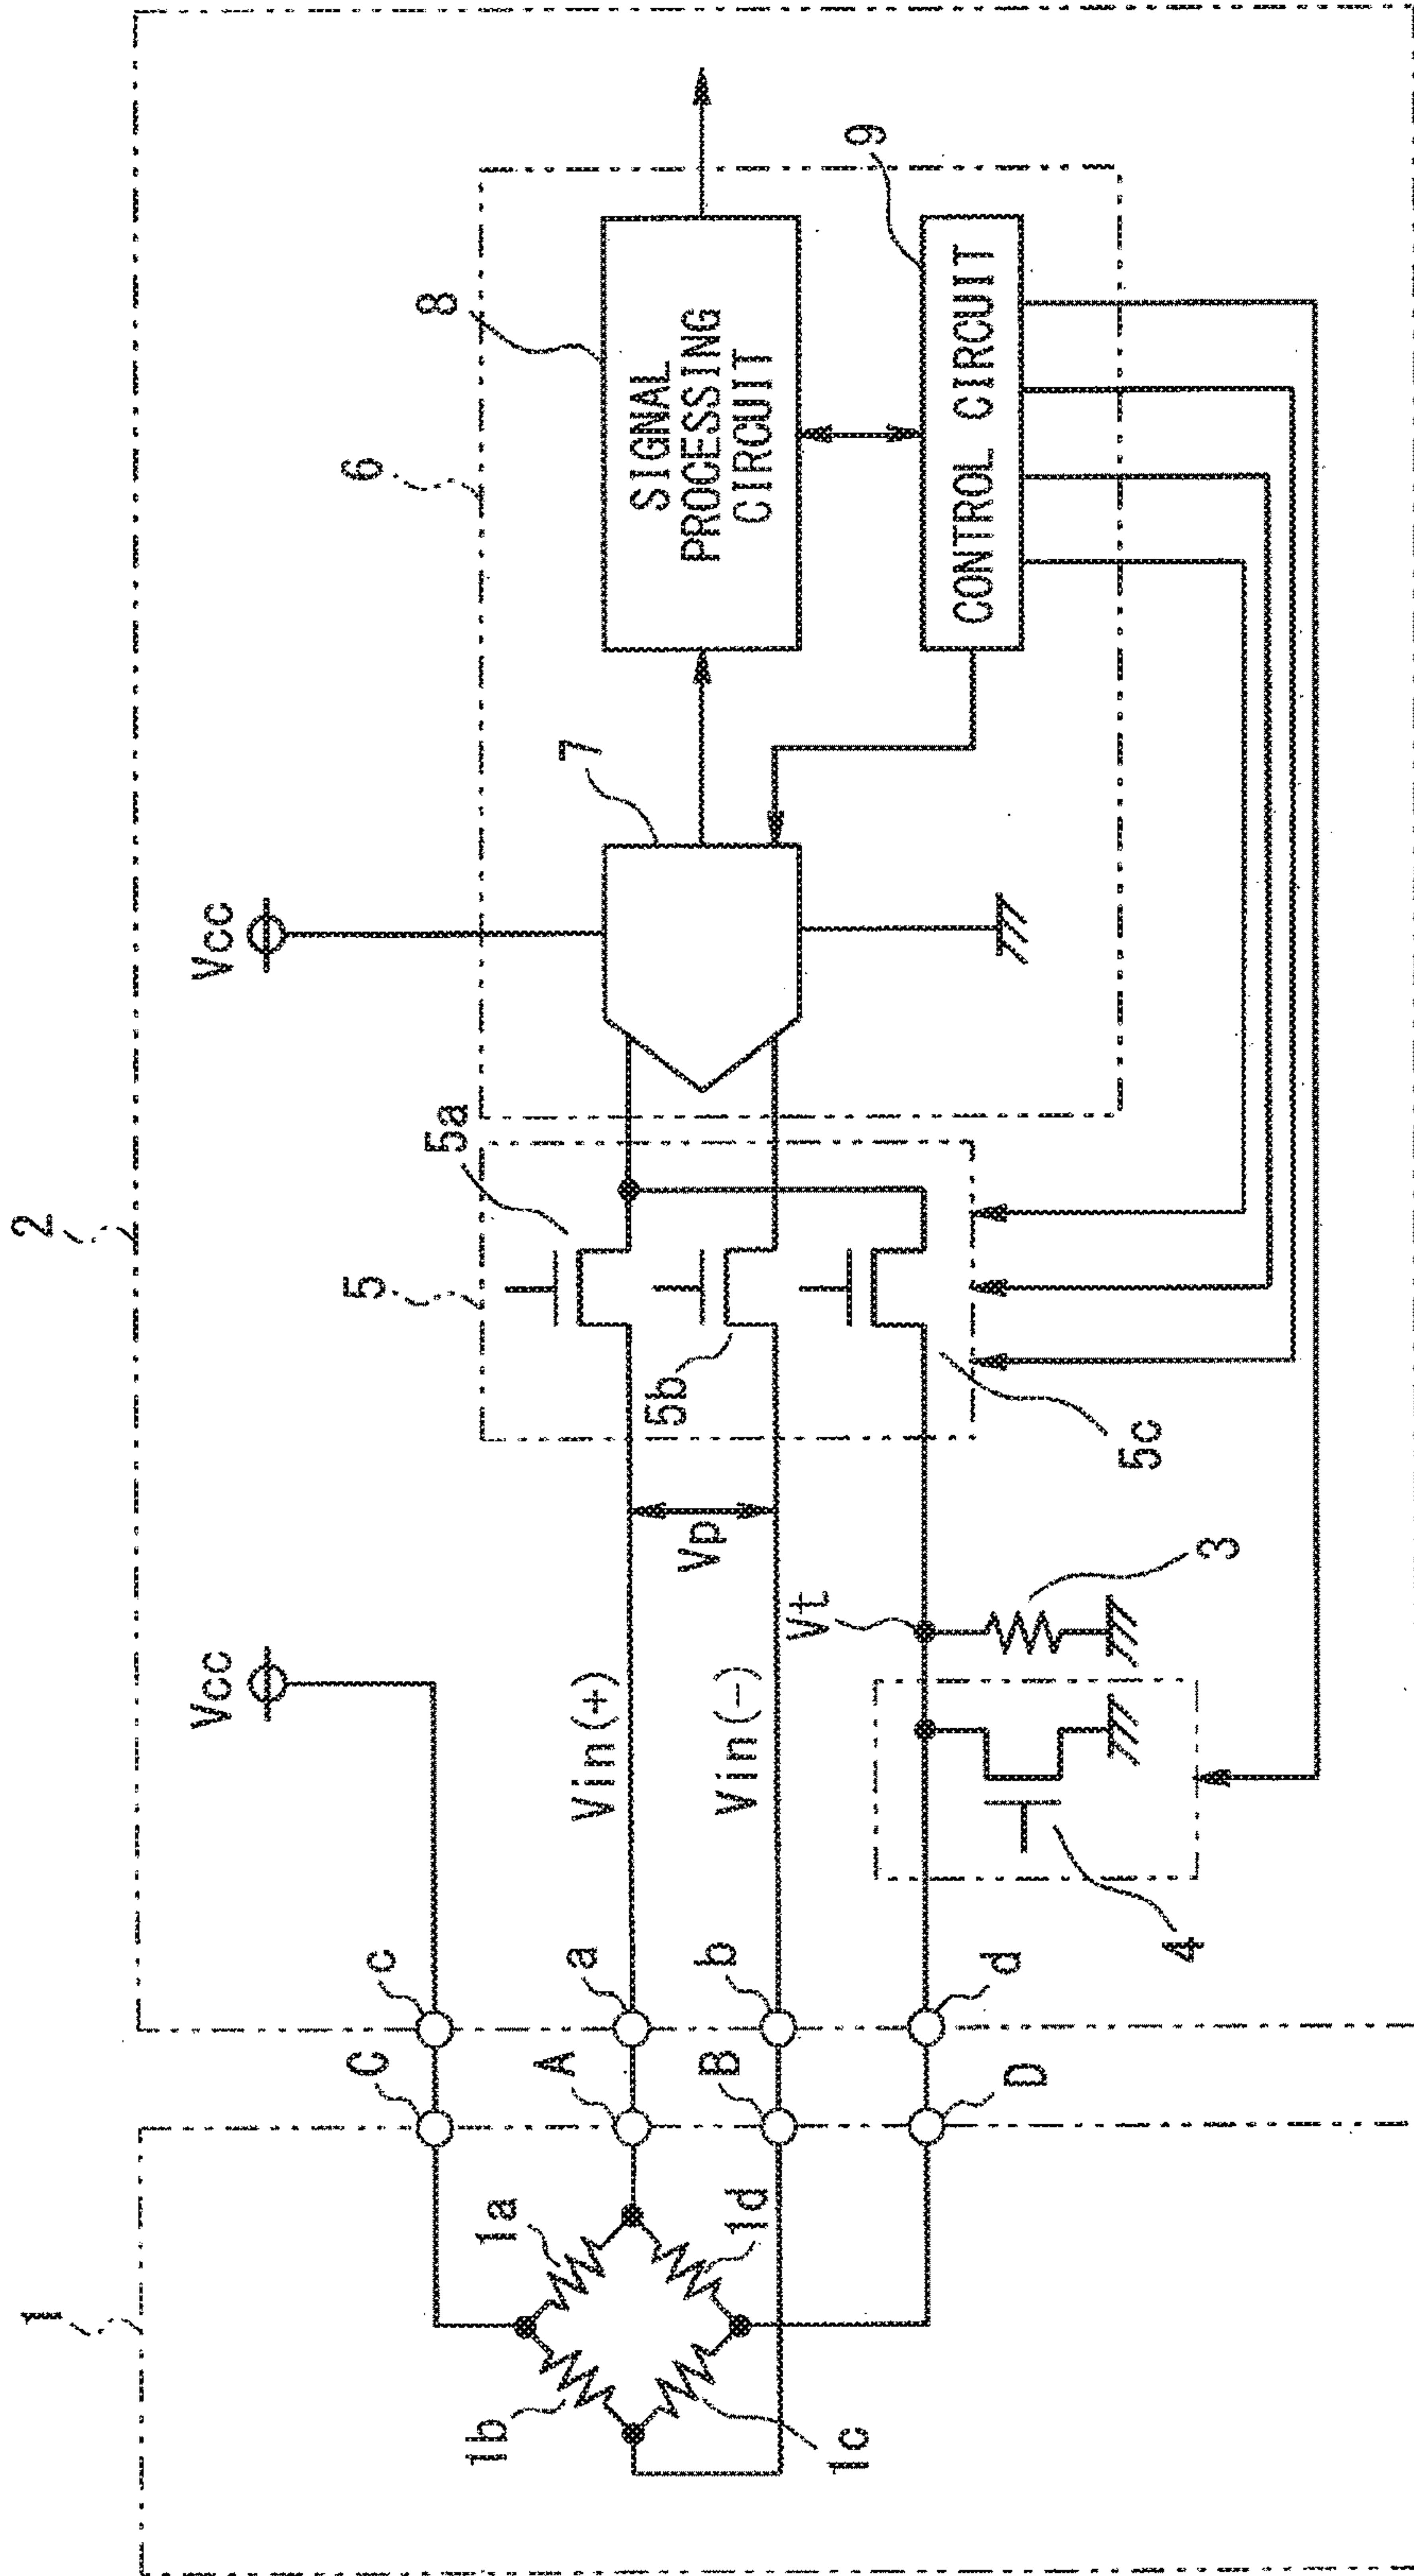 1
2
Vcc
Vcc
6
8
5
5a
7
SIGNAL
PROCESSING
CIRCUIT
9
CONTROL CIRCUIT
C
c
1a
1b
A
a
Vin(+)
Vp
5b
B
b
Vin(-)
1d
1c
Vt
D
d
5c
3
4